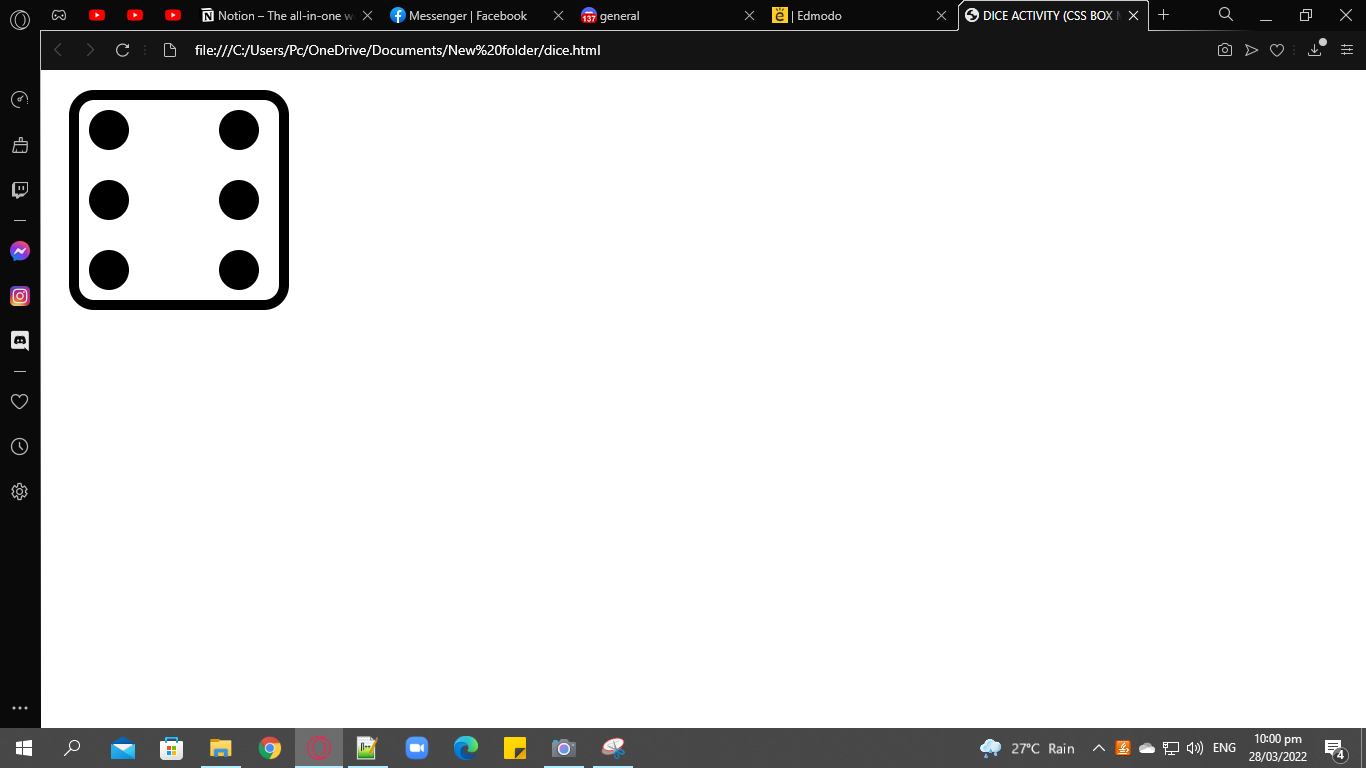 Notion – The all-in-one w
Messenger | Facebook
137 general
| Edmodo
DICE ACTIVITY (CSS BOX M
file:///C:/Users/Pc/OneDrive/Documents/New%20folder/dice.html
27°C Rain
ENG
10:00 pm
28/03/2022
4